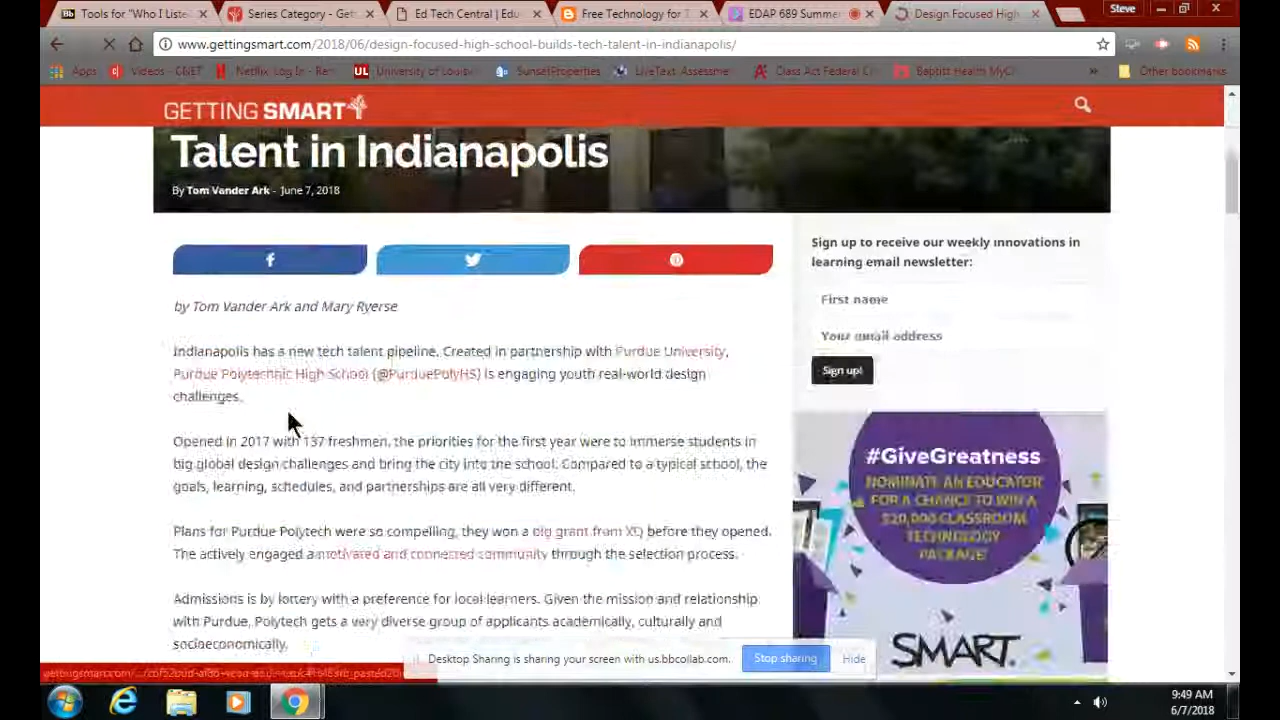 Tools for "Who I Liste
Series Category - Get
Ed Tech Central | Edu
Free Technology for T
EDAP 689 Summe
Design Focused High
Steve
www.gettingsmart.com/2018/06/design-focused-high-school-builds-tech-talent-in-indianapolis/
Apps
Videos - CNET
Netflix Log In - Ren
University of Louisv
SunsetProperties
LiveText Assessme
Class Act Federal C
Baptist Health MyC
Other bookmarks
GETTING SMART
Talent in Indianapolis
By Tom Vander Ark - June 7, 2018
by Tom Vander Ark and Mary Ryerse
Indianapolis has a new tech talent pipeline. Created in partnership with Purdue University,
Purdue Polytechnic High School (@PurduePolyHS) is engaging youth real-world design
challenges.
Opened in 2017 with 137 freshmen, the priorities for the first year were to immerse students in
big global design challenges and bring the city into the school. Compared to a typical school, the
goals, learning, schedules, and partnerships are all very different.
Plans for Purdue Polytech were so compelling, they won a big grant from XQ before they opened.
The actively engaged a motivated and connected community through the selection process.
Admissions is by lottery with a preference for local learners. Given the mission and relationship
with Purdue, Polytech gets a very diverse group of applicants academically, culturally and
socioeconomically.
Sign up to receive our weekly innovations in
learning email newsletter:
First name
Your email address
Sign up!
#GiveGreatness
NOMINATE AN EDUCATOR
FOR A CHANCE TO WIN A
$20,000 CLASSROOM
TECHNOLOGY
PACKAGE!
SMART.
Desktop Sharing is sharing your screen with us.bbcollab.com.
Stop sharing
Hide
9:49 AM
6/7/2018